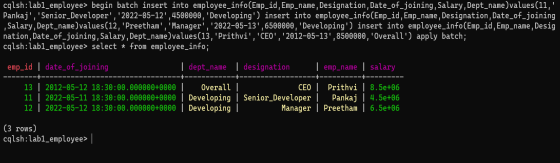 cqlsh:lab1_employee> begin batch insert into employee_info(Emp_id,Emp_name,Designation,Date_of_joining,Salary,Dept_name)values(11,'
Pankaj','Senior_Developer','2022-05-12',4500000,'Developing') insert into employee_info(Emp_id,Emp_name,Designation,Date_of_joining
,Salary,Dept_name)values(12,'Preetham','Manager','2022-05-13',6500000,'Developing') insert into employee_info(Emp_id,Emp_name,Desig
nation,Date_of_joining,Salary,Dept_name)values(13,'Prithvi','CEO','2012-05-13',8500000,'Overall') apply batch;
cqlsh:lab1_employee> select * from employee_info;
emp_id | date_of_joining | dept_name | designation | emp_name | salary
--------+---------------------------------+------------+------------------+----------+---------
13 | 2012-05-12 18:30:00.000000+0000 | Overall | CEO | Prithvi | 8.5e+06
11 | 2022-05-11 18:30:00.000000+0000 | Developing | Senior_Developer | Pankaj | 4.5e+06
12 | 2022-05-12 18:30:00.000000+0000 | Developing | Manager | Preetham | 6.5e+06
(3 rows)
cqlsh:lab1_employee>